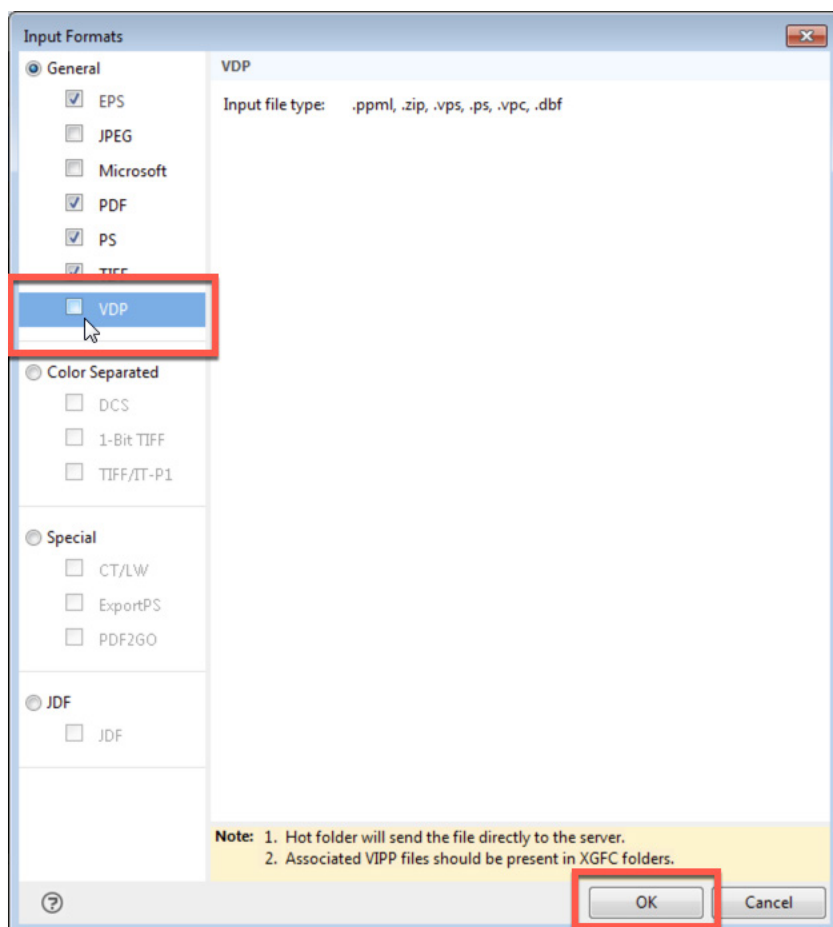 Input Formats
General
EPS
JPEG
Microsoft
PDF
PS
TIFF
VDP
Color Separated
DCS
1-Bit TIFF
TIFF/IT-P1
Special
CT/LW
ExportPS
PDF2GO
JDF
JDF
VDP
Input file type: .ppml, .zip, .vps, .ps, .vpc, .dbf
Note: 1. Hot folder will send the file directly to the server.
2. Associated VIPP files should be present in XGFC folders.
?
OK
Cancel